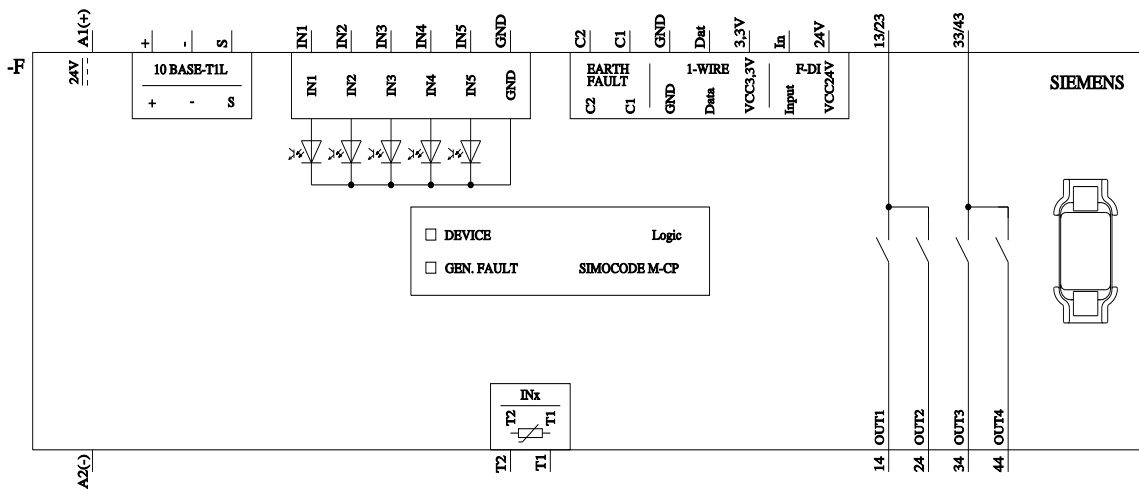 A1(+)
+
-
S
IN1
IN2
IN3
IN4
IN5
GND
C2
C1
GND
Dat
3,3V
In
24V
13/23
33/43
-F
24V
10 BASE-T1L
+
-
S
IN1
IN2
IN3
IN4
IN5
GND
EARTH
FAULT
C2
C1
1-WIRE
GND
Data
VCC3,3V
F-DI
Input
VCC24V
SIEMENS
DEVICE
Logic
GEN. FAULT
SIMOCODE M-CP
INx
T2
T1
OUT1
OUT2
OUT3
OUT4
A2(-)
T2
T1
14
24
34
44